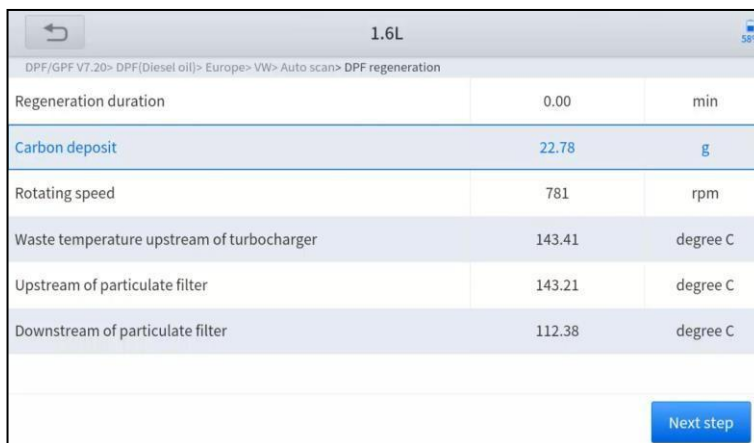 1.6L
58%
DPF/GPF V7.20> DPF(Diesel oil)> Europe> VW> Auto scan> DPF regeneration
Regeneration duration 0.00 min
Carbon deposit 22.78 g
Rotating speed 781 rpm
Waste temperature upstream of turbocharger 143.41 degree C
Upstream of particulate filter 143.21 degree C
Downstream of particulate filter 112.38 degree C
Next step